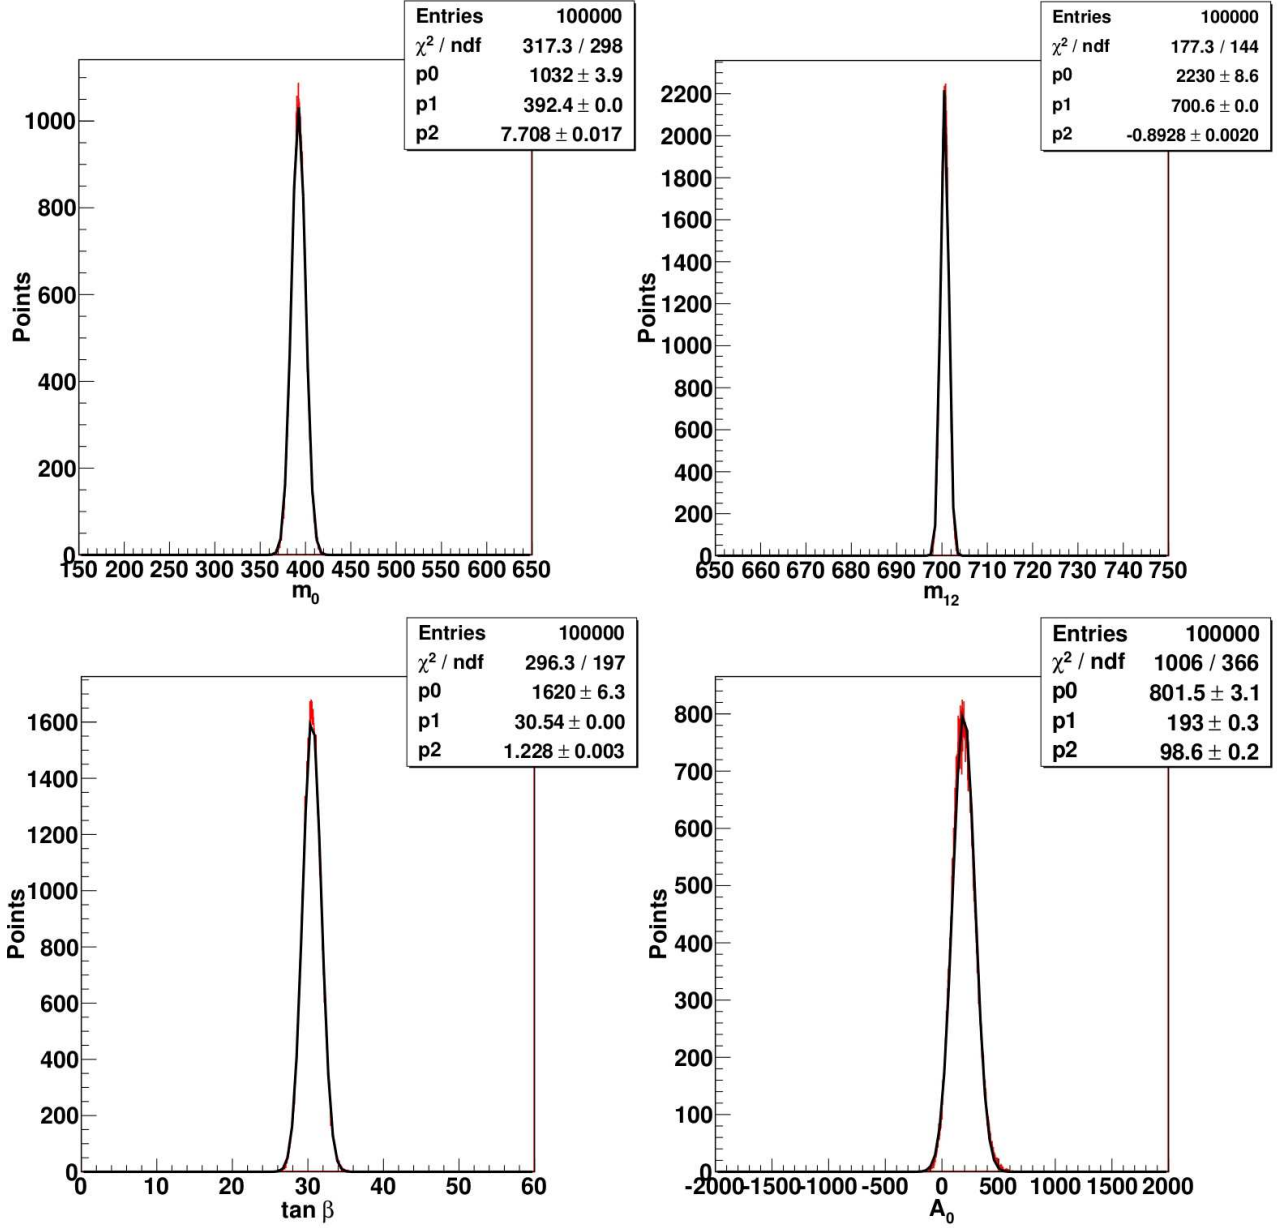 Entries 100000
χ² / ndf 317.3 / 298
p0 1032 ± 3.9
p1 392.4 ± 0.0
p2 7.708 ± 0.017
Points
1000
800
600
400
200
0
150 200 250 300 350 400 450 500 550 600 650
m₀
Entries 100000
χ² / ndf 177.3 / 144
p0 2230 ± 8.6
p1 700.6 ± 0.0
p2 -0.8928 ± 0.0020
Points
2200
2000
1800
1600
1400
1200
1000
800
600
400
200
0
650 660 670 680 690 700 710 720 730 740 750
m₁₂
Entries 100000
χ² / ndf 296.3 / 197
p0 1620 ± 6.3
p1 30.54 ± 0.00
p2 1.228 ± 0.003
Points
1600
1400
1200
1000
800
600
400
200
0
0 10 20 30 40 50 60
tan β
Entries 100000
χ² / ndf 1006 / 366
p0 801.5 ± 3.1
p1 193 ± 0.3
p2 98.6 ± 0.2
Points
800
700
600
500
400
300
200
100
0
-2000 -1500 -1000 -500 0 500 1000 1500 2000
A₀